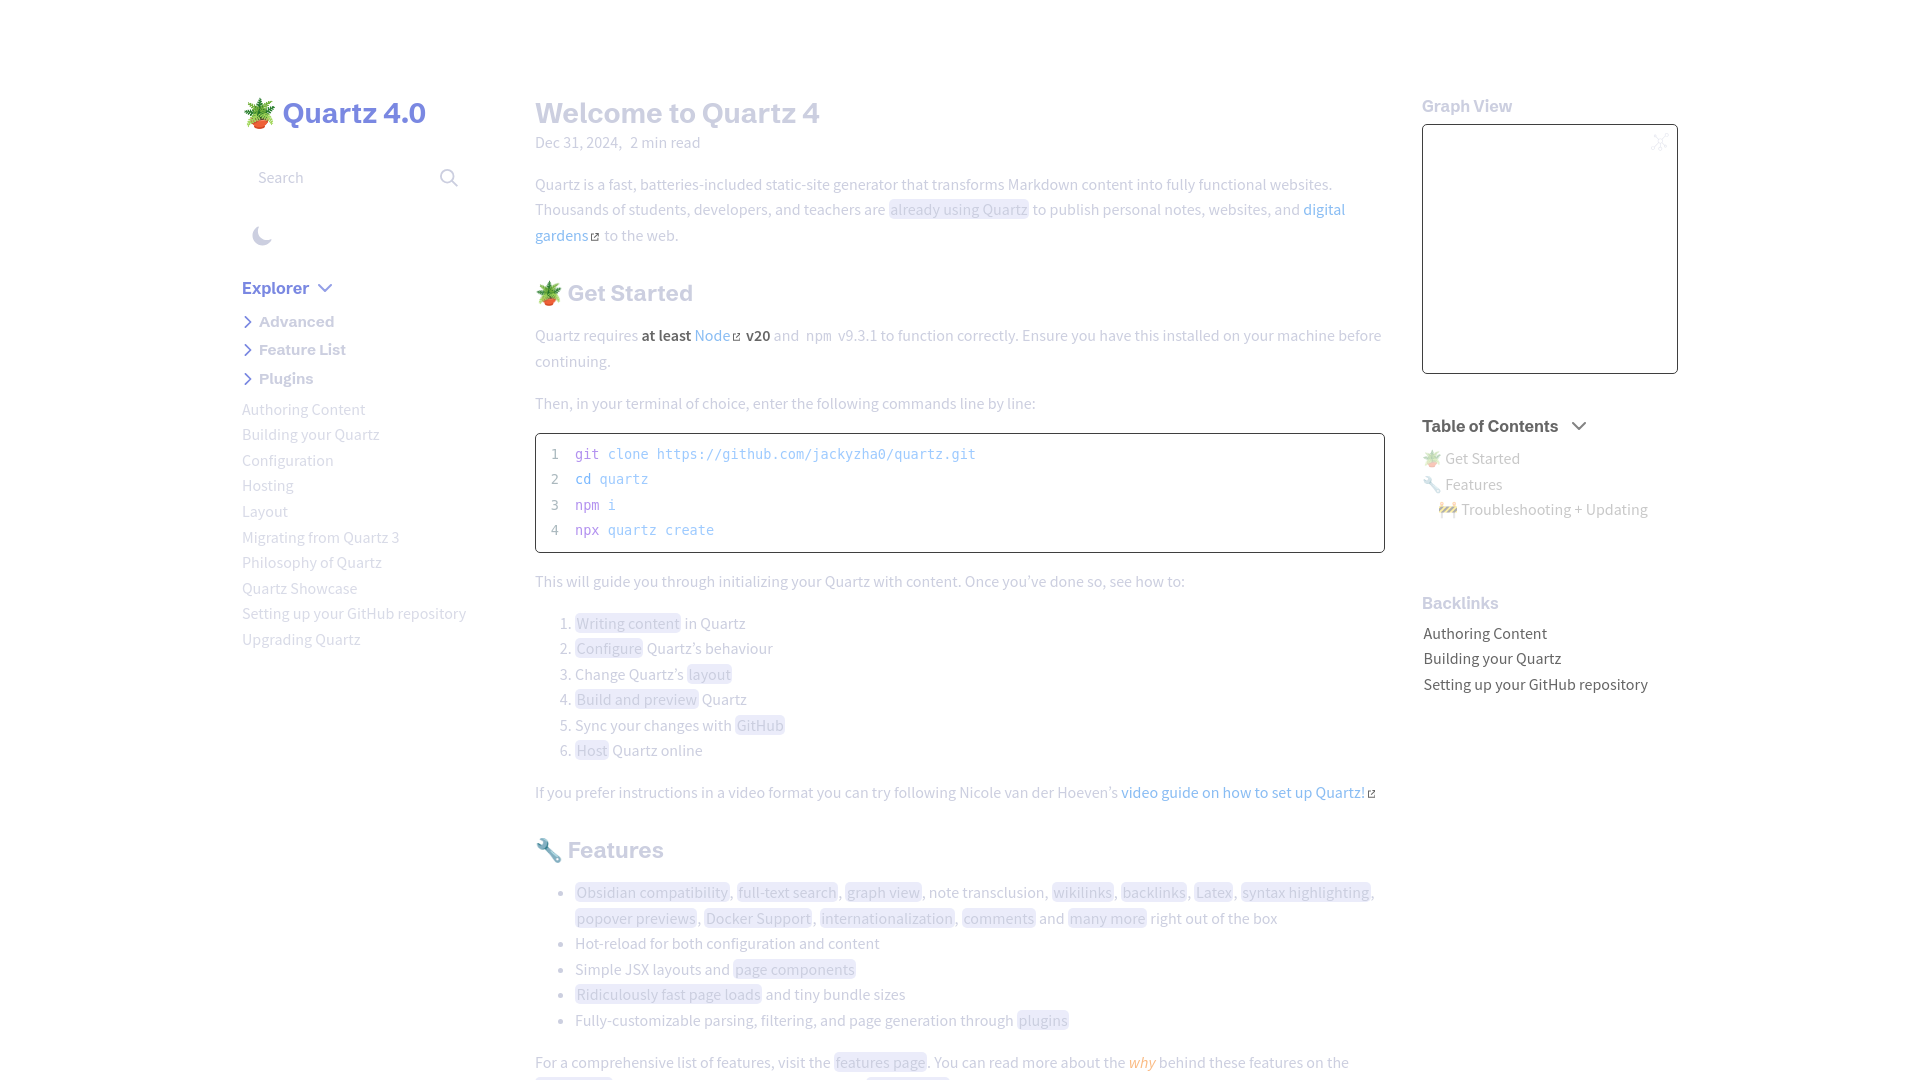 🪴 Quartz 4.0
Search
Explorer
Advanced
Feature List
Plugins
Authoring Content
Building your Quartz
Configuration
Hosting
Layout
Migrating from Quartz 3
Philosophy of Quartz
Quartz Showcase
Setting up your GitHub repository
Upgrading Quartz
Welcome to Quartz 4
Dec 31, 2024, 2 min read
Quartz is a fast, batteries-included static-site generator that transforms Markdown content into fully functional websites.
Thousands of students, developers, and teachers are already using Quartz to publish personal notes, websites, and digital
gardens to the web.
🪴 Get Started
Quartz requires at least Node v20 and npm v9.3.1 to function correctly. Ensure you have this installed on your machine before
continuing.
Then, in your terminal of choice, enter the following commands line by line:
1 git clone https://github.com/jackyzha0/quartz.git
2 cd quartz
3 npm i
4 npx quartz create
This will guide you through initializing your Quartz with content. Once you’ve done so, see how to:
1. Writing content in Quartz
2. Configure Quartz’s behaviour
3. Change Quartz’s layout
4. Build and preview Quartz
5. Sync your changes with GitHub
6. Host Quartz online
If you prefer instructions in a video format you can try following Nicole van der Hoeven’s video guide on how to set up Quartz!
🔧 Features
• Obsidian compatibility, full-text search, graph view, note transclusion, wikilinks, backlinks, Latex, syntax highlighting,
popover previews, Docker Support, internationalization, comments and many more right out of the box
• Hot-reload for both configuration and content
• Simple JSX layouts and page components
• Ridiculously fast page loads and tiny bundle sizes
• Fully-customizable parsing, filtering, and page generation through plugins
For a comprehensive list of features, visit the features page. You can read more about the why behind these features on the
Graph View
Table of Contents
🪴 Get Started
🔧 Features
🚧 Troubleshooting + Updating
Backlinks
Authoring Content
Building your Quartz
Setting up your GitHub repository